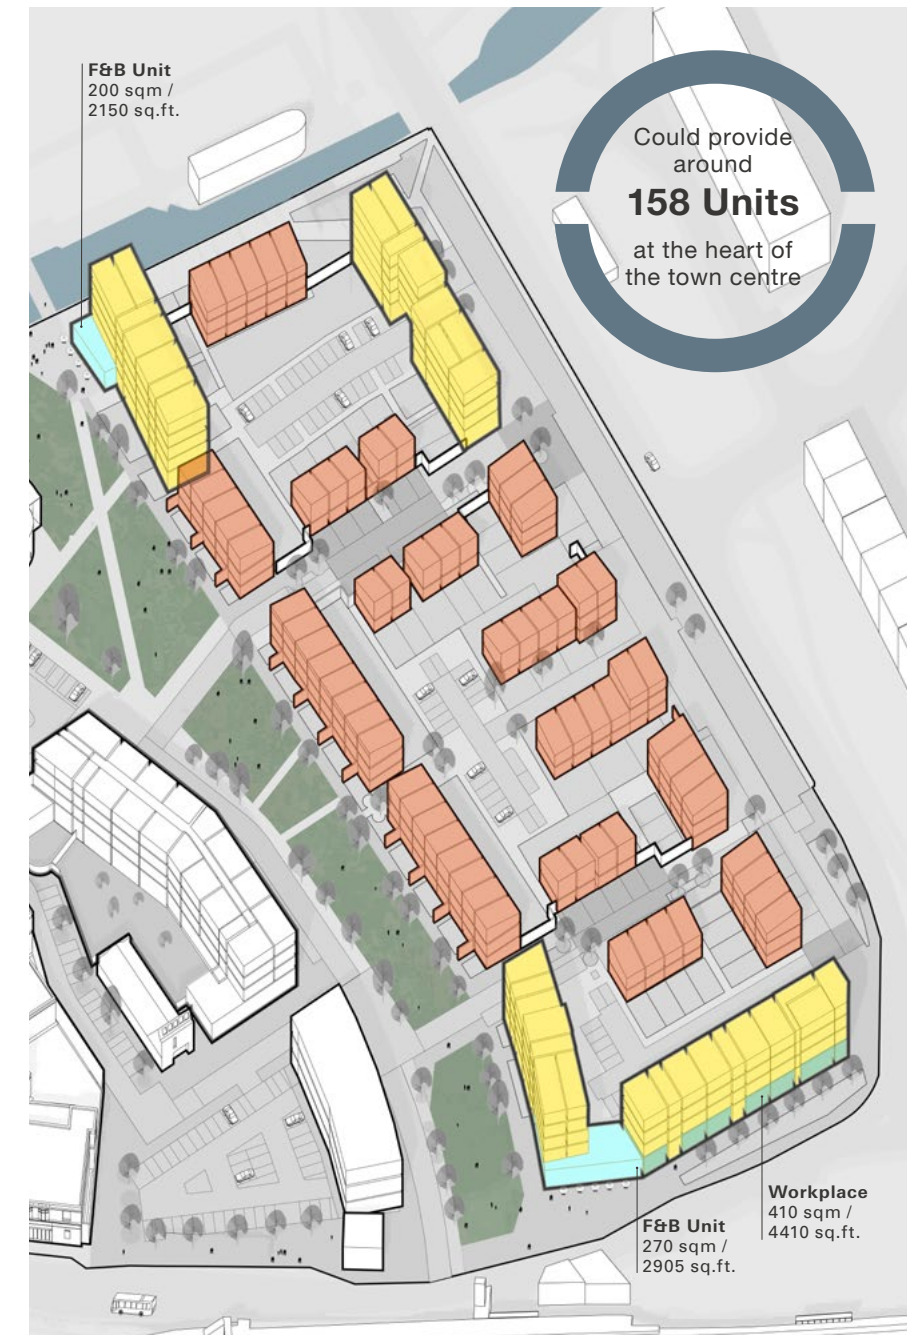 F&B Unit
200 sqm /
2150 sq.ft.
Could provide
around
158 Units
at the heart of
the town centre
Workplace
410 sqm /
4410 sq.ft.
F&B Unit
270 sqm /
2905 sq.ft.